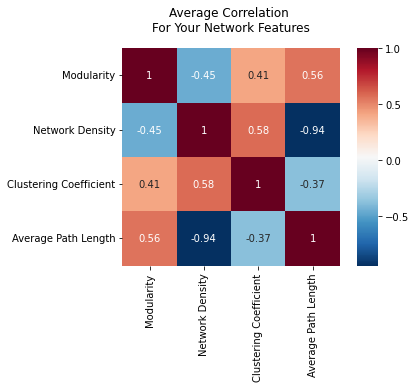 Average Correlation
For Your Network Features
Modularity
Network Density
Clustering Coefficient
Average Path Length
1 -0.45 0.41 0.56
-0.45 1 0.58 -0.94
0.41 0.58 1 -0.37
0.56 -0.94 -0.37 1
Modularity
Network Density
Clustering Coefficient
Average Path Length
1.0
0.5
0.0
−0.5